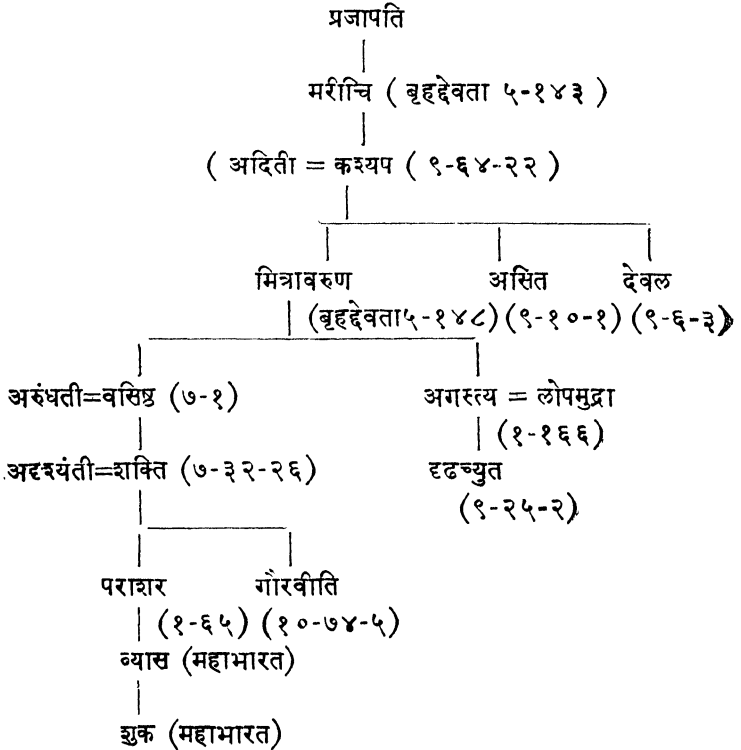 प्रजापति
मरीचि ( बृहद्देवता ५-१४३ )
( अदिती = कश्यप ( ९-६४-२२ )
मित्रावरुण असित देवल
(बृहद्देवता५-१४८) (९-१०-१) (९-६-३)
अरुंधती=वसिष्ठ (७-१) अगस्त्य = लोपमुद्रा
(१-१६६)
अदृश्यंती=शक्ति (७-३२-२६) दृढच्युत
(९-२५-२)
पराशर गौरवीति
(१-६५) (१०-७४-५)
व्यास (महाभारत)
शुक (महाभारत)